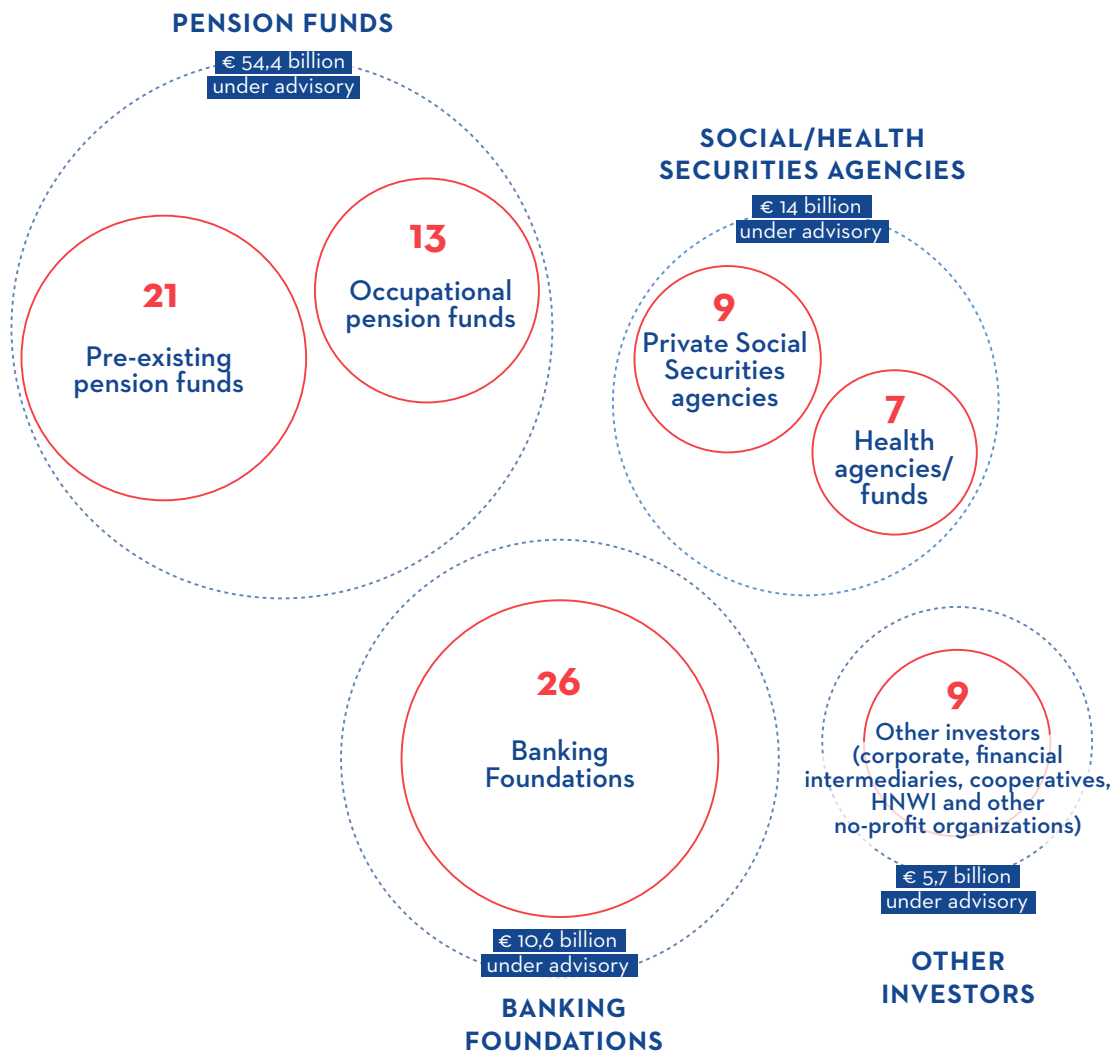 PENSION FUNDS
€ 54,4 billion
under advisory
21
Pre-existing
pension funds
13
Occupational
pension funds
SOCIAL/HEALTH
SECURITIES AGENCIES
€ 14 billion
under advisory
9
Private Social
Securities
agencies
7
Health
agencies/
funds
26
Banking
Foundations
€ 10,6 billion
under advisory
BANKING
FOUNDATIONS
9
Other investors
(corporate, financial
intermediaries, cooperatives,
HNWI and other
no-profit organizations)
€ 5,7 billion
under advisory
OTHER
INVESTORS